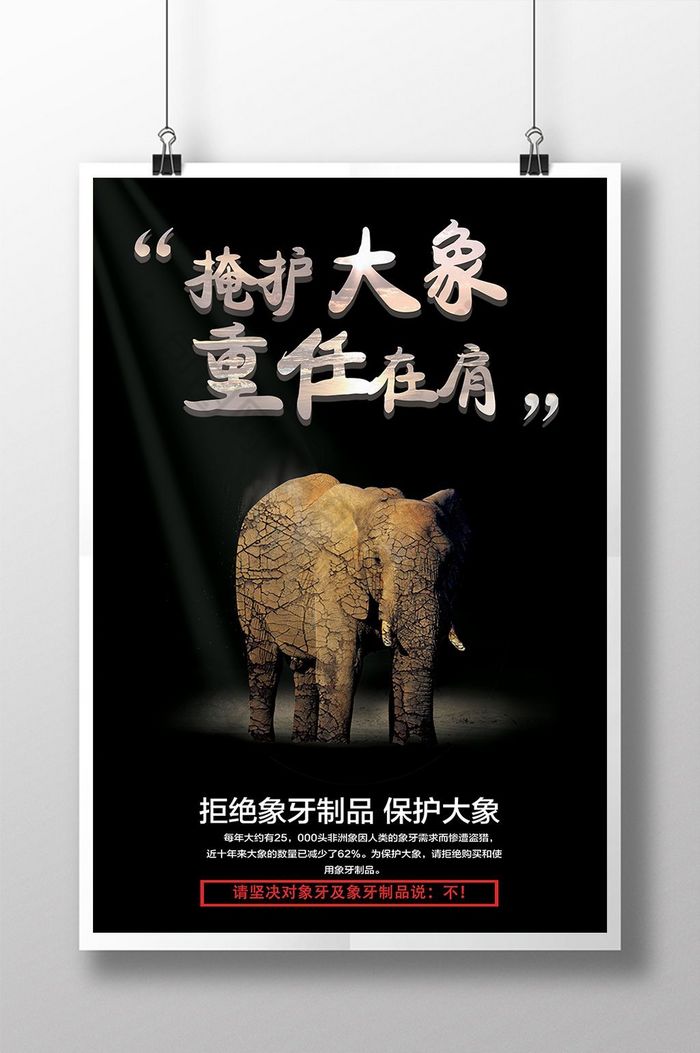 “掩护大象
重任在肩”
拒绝象牙制品 保护大象
每年大约有25，000头非洲象因人类的象牙需求而惨遭盗猎，
近十年来大象的数量已减少了62%。为保护大象，请拒绝购买和使
用象牙制品。
请坚决对象牙及象牙制品说：不！